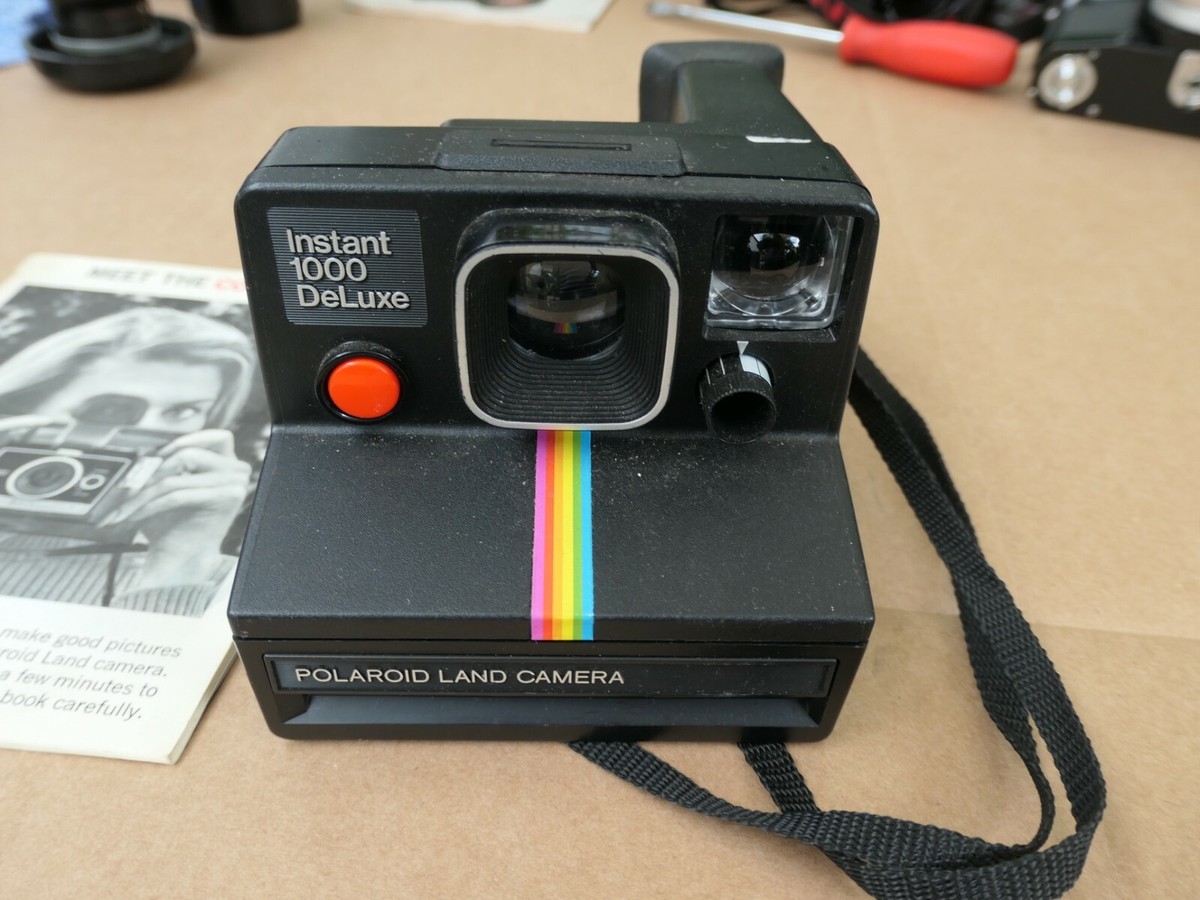 Instant
1000
DeLuxe
POLAROID LAND CAMERA
MEET THE
make good pictures
roid Land camera.
a few minutes to
book carefully.